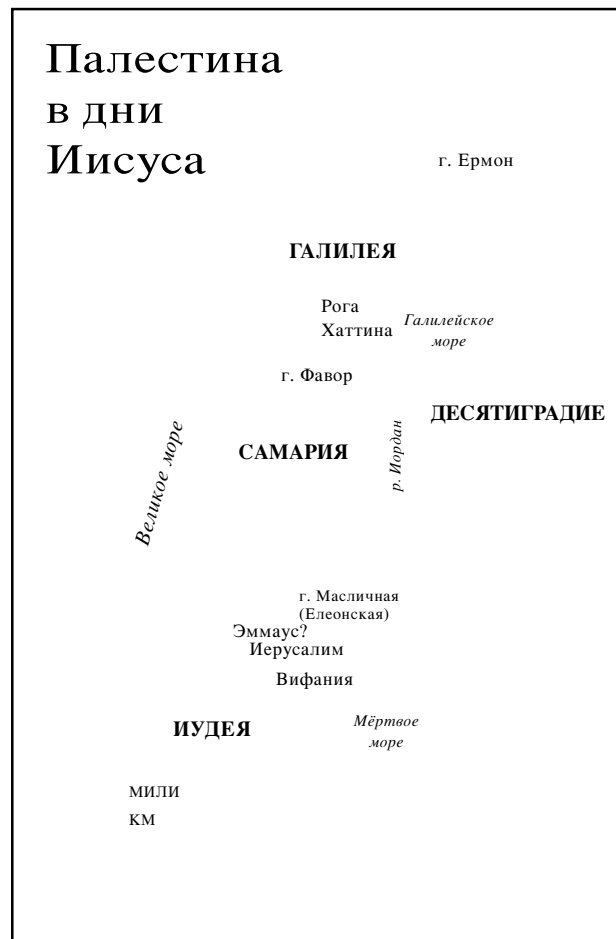 Палестина
в дни
Иисуса
г. Ермон
ГАЛИЛЕЯ
Рога
Хаттина
Галилейское
море
г. Фавор
ДЕСЯТИГРАДИЕ
САМАРИЯ
р. Иордан
Великое море
г. Масличная
(Елеонская)
Эммаус?
Иерусалим
Вифания
ИУДЕЯ
Мёртвое
море
МИЛИ
КМ